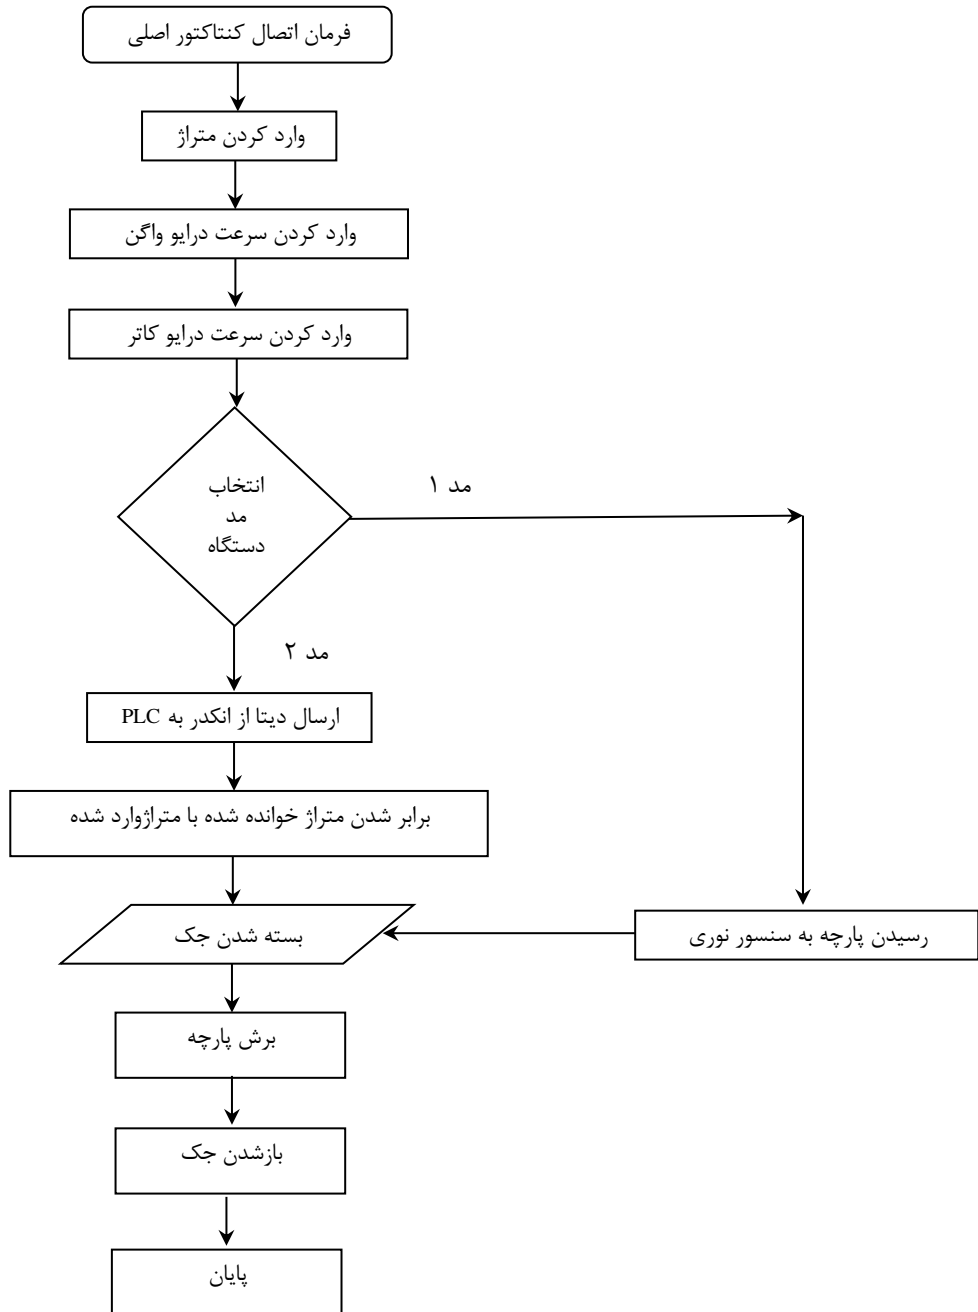 فرمان اتصال کنتاکتور اصلی
وارد کردن متراژ
وارد کردن سرعت درایو واگن
وارد کردن سرعت درایو کاتر
انتخاب
مد
دستگاه
مد ۱
مد ۲
ارسال دیتا از انکدر به PLC
برابر شدن متراژ خوانده شده با متراژوارد شده
بسته شدن جک
رسیدن پارچه به سنسور نوری
برش پارچه
بازشدن جک
پایان